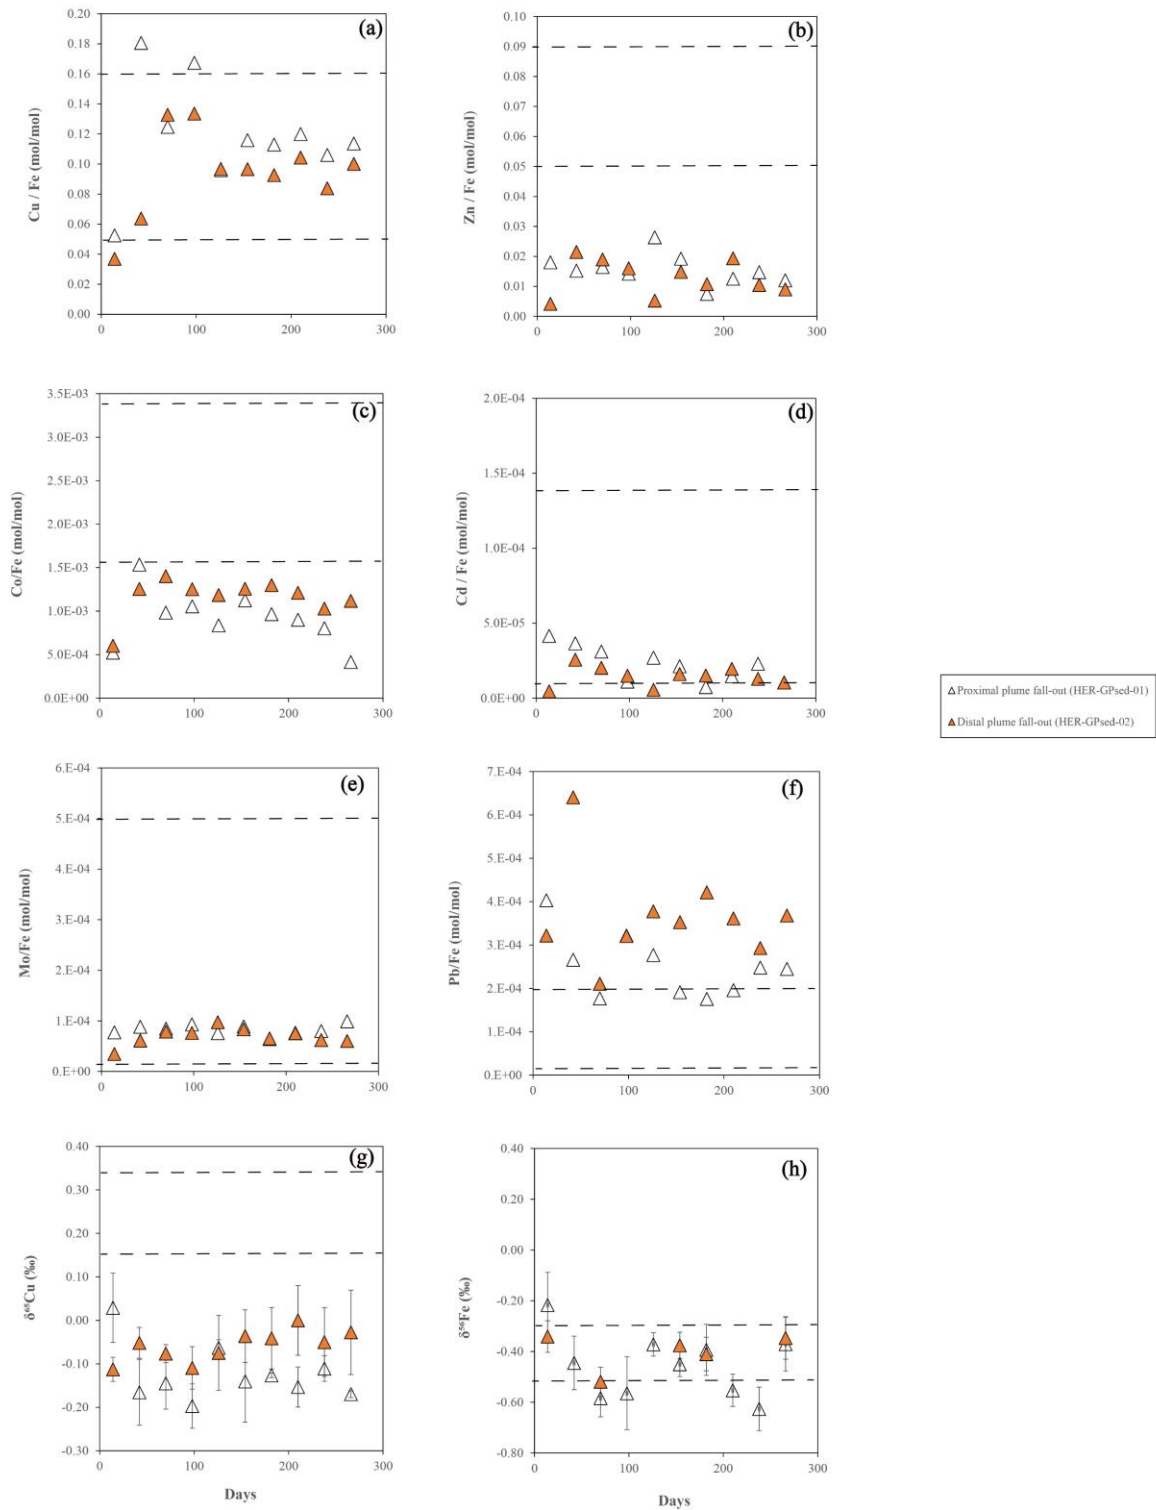 (a)
Cu / Fe (mol/mol)
0.20
0.18
0.16
0.14
0.12
0.10
0.08
0.06
0.04
0.02
0.00
0 100 200 300
(b)
Zn / Fe (mol/mol)
0.10
0.09
0.08
0.07
0.06
0.05
0.04
0.03
0.02
0.01
0.00
0 100 200 300
(c)
Co/Fe (mol/mol)
3.5E-03
3.0E-03
2.5E-03
2.0E-03
1.5E-03
1.0E-03
5.0E-04
0.0E+00
0 100 200 300
(d)
Cd / Fe (mol/mol)
2.0E-04
1.5E-04
1.0E-04
5.0E-05
0.0E+00
0 100 200 300
Proximal plume fall-out (HER-GPsed-01)
Distal plume fall-out (HER-GPsed-02)
(e)
Mo/Fe (mol/mol)
6.E-04
5.E-04
4.E-04
3.E-04
2.E-04
1.E-04
0.E+00
0 100 200 300
(f)
Pb/Fe (mol/mol)
7.E-04
6.E-04
5.E-04
4.E-04
3.E-04
2.E-04
1.E-04
0.E+00
0 100 200 300
(g)
δ⁶⁵Cu (‰)
0.40
0.30
0.20
0.10
0.00
-0.10
-0.20
-0.30
0 100 200 300
Days
(h)
δ⁵⁶Fe (‰)
0.40
0.20
0.00
-0.20
-0.40
-0.60
-0.80
0 100 200 300
Days